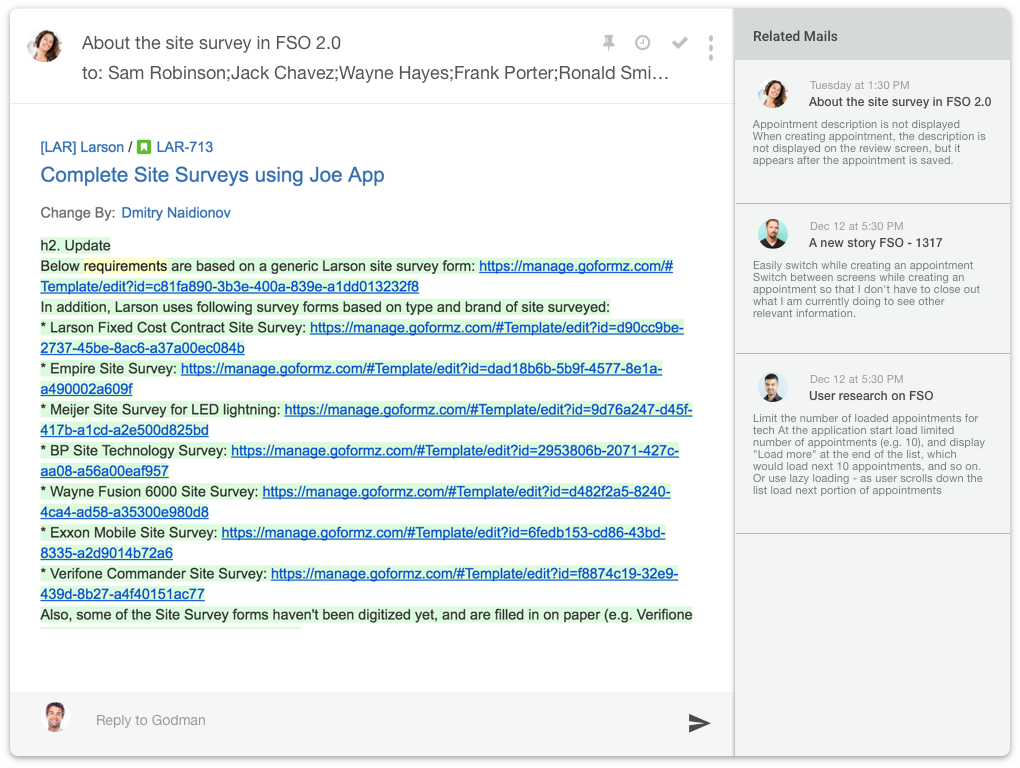 About the site survey in FSO 2.0
to: Sam Robinson;Jack Chavez;Wayne Hayes;Frank Porter;Ronald Smi...
[LAR] Larson / LAR-713
Complete Site Surveys using Joe App
Change By: Dmitry Naidionov
h2. Update
Below requirements are based on a generic Larson site survey form: https://manage.goformz.com/#
Template/edit?id=c81fa890-3b3e-400a-839e-a1dd013232f8
In addition, Larson uses following survey forms based on type and brand of site surveyed:
* Larson Fixed Cost Contract Site Survey: https://manage.goformz.com/#Template/edit?id=d90cc9be-
2737-45be-8ac6-a37a00ec084b
* Empire Site Survey: https://manage.goformz.com/#Template/edit?id=dad18b6b-5b9f-4577-8e1a-
a490002a609f
* Meijer Site Survey for LED lightning: https://manage.goformz.com/#Template/edit?id=9d76a247-d45f-
417b-a1cd-a2e500d825bd
* BP Site Technology Survey: https://manage.goformz.com/#Template/edit?id=2953806b-2071-427c-
aa08-a56a00eaf957
* Wayne Fusion 6000 Site Survey: https://manage.goformz.com/#Template/edit?id=d482f2a5-8240-
4ca4-ad58-a35300e980d8
* Exxon Mobile Site Survey: https://manage.goformz.com/#Template/edit?id=6fedb153-cd86-43bd-
8335-a2d9014b72a6
* Verifone Commander Site Survey: https://manage.goformz.com/#Template/edit?id=f8874c19-32e9-
439d-8b27-a4f40151ac77
Also, some of the Site Survey forms haven't been digitized yet, and are filled in on paper (e.g. Verifione
Reply to Godman
Related Mails
Tuesday at 1:30 PM
About the site survey in FSO 2.0
Appointment description is not displayed
When creating appointment, the description is
not displayed on the review screen, but it
appears after the appointment is saved.
Dec 12 at 5:30 PM
A new story FSO - 1317
Easily switch while creating an appointment
Switch between screens while creating an
appointment so that I don't have to close out
what I am currently doing to see other
relevant information.
Dec 12 at 5:30 PM
User research on FSO
Limit the number of loaded appointments for
tech At the application start load limited
number of appointments (e.g. 10), and display
"Load more" at the end of the list, which
would load next 10 appointments, and so on.
Or use lazy loading - as user scrolls down the
list load next portion of appointments